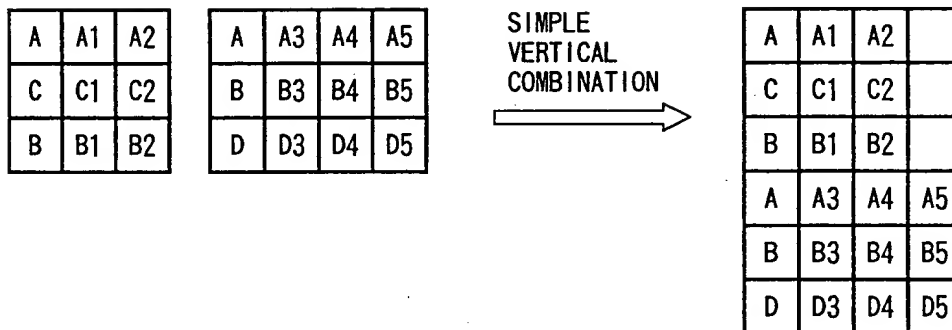 A A1 A2
C C1 C2
B B1 B2
A A3 A4 A5
B B3 B4 B5
D D3 D4 D5
SIMPLE
VERTICAL
COMBINATION
A A1 A2
C C1 C2
B B1 B2
A A3 A4 A5
B B3 B4 B5
D D3 D4 D5